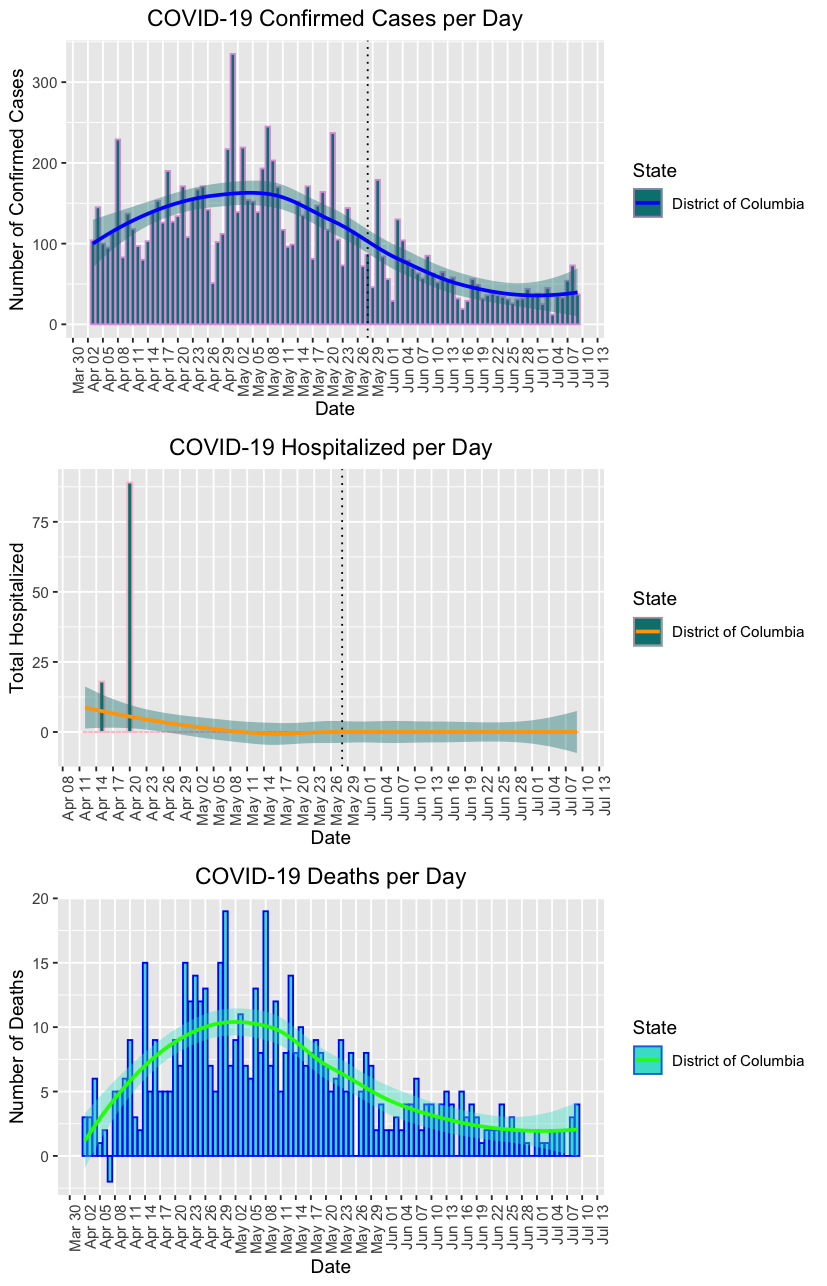 COVID-19 Confirmed Cases per Day
Number of Confirmed Cases
300
200
100
0
Mar 30 Apr 02 Apr 05 Apr 08 Apr 11 Apr 14 Apr 17 Apr 20 Apr 23 Apr 26 Apr 29 May 02 May 05 May 08 May 11 May 14 May 17 May 20 May 23 May 26 May 29 Jun 01 Jun 04 Jun 07 Jun 10 Jun 13 Jun 16 Jun 19 Jun 22 Jun 25 Jun 28 Jul 01 Jul 04 Jul 07 Jul 10 Jul 13
Date
State
District of Columbia
COVID-19 Hospitalized per Day
Total Hospitalized
75
50
25
0
Apr 08 Apr 11 Apr 14 Apr 17 Apr 20 Apr 23 Apr 26 Apr 29 May 02 May 05 May 08 May 11 May 14 May 17 May 20 May 23 May 26 May 29 Jun 01 Jun 04 Jun 07 Jun 10 Jun 13 Jun 16 Jun 19 Jun 22 Jun 25 Jun 28 Jul 01 Jul 04 Jul 07 Jul 10 Jul 13
Date
State
District of Columbia
COVID-19 Deaths per Day
Number of Deaths
20
15
10
5
0
Mar 30 Apr 02 Apr 05 Apr 08 Apr 11 Apr 14 Apr 17 Apr 20 Apr 23 Apr 26 Apr 29 May 02 May 05 May 08 May 11 May 14 May 17 May 20 May 23 May 26 May 29 Jun 01 Jun 04 Jun 07 Jun 10 Jun 13 Jun 16 Jun 19 Jun 22 Jun 25 Jun 28 Jul 01 Jul 04 Jul 07 Jul 10 Jul 13
Date
State
District of Columbia